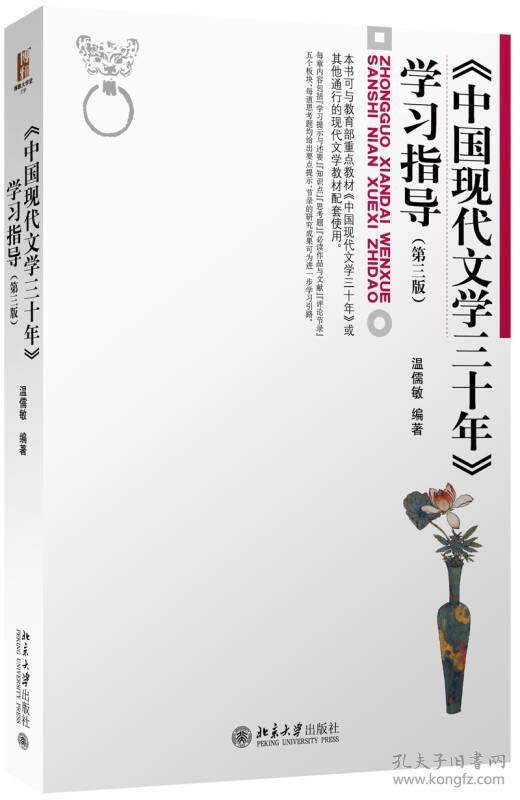 《中国现代文学三十年》
学习指导（第三版）
ZHONGGUO XIANDAI WENXUE
SANSHI NIAN XUEXI ZHIDAO
温儒敏 编著
本书可与教育部重点教材《中国现代文学三十年》或
其他通行的现代文学教材配套使用。
每章内容包括“学习提示与述要”“知识点”“思考题”“必读作品与文献”“评论节录”
五个板块，每道思考题均给出要点提示，节录的研究成果可为进一步学习引路。
北京大学出版社
PEKING UNIVERSITY PRESS
博雅大学堂
《中国现代文学三十年》
学习指导（第三版）
温儒敏 编著
北京大学出版社
PEKING UNIVERSITY PRESS
孔夫子旧书网
www.kongfz.com